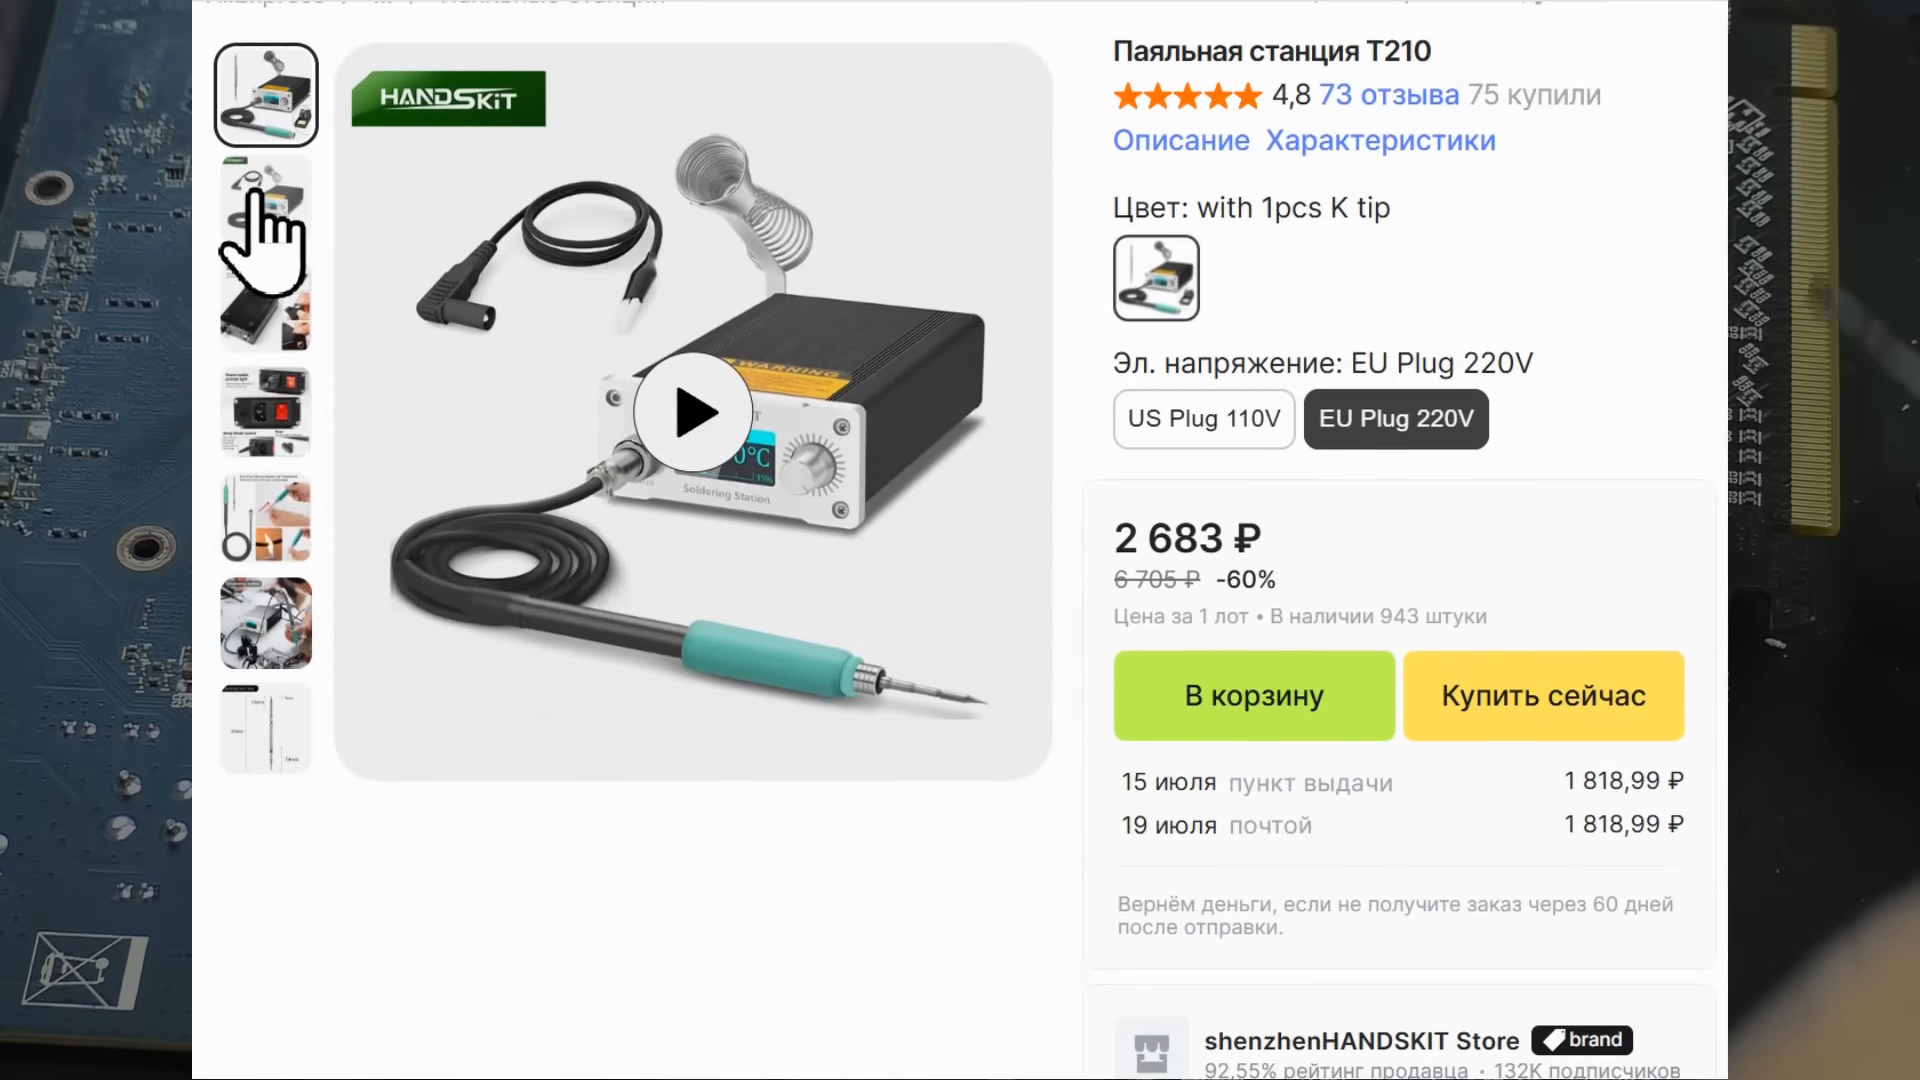 HANDSKIT
WARNING
0°C
Soldering Station
Паяльная станция T210
4,8 73 отзыва 75 купили
Описание Характеристики
Цвет: with 1pcs K tip
Эл. напряжение: EU Plug 220V
US Plug 110V
EU Plug 220V
2 683 ₽
6 705 ₽ -60%
Цена за 1 лот • В наличии 943 штуки
В корзину
Купить сейчас
15 июля пункт выдачи 1 818,99 ₽
19 июля почтой 1 818,99 ₽
Вернём деньги, если не получите заказ через 60 дней
после отправки.
shenzhenHANDSKIT Store brand
92,55% рейтинг продавца • 132K подписчиков